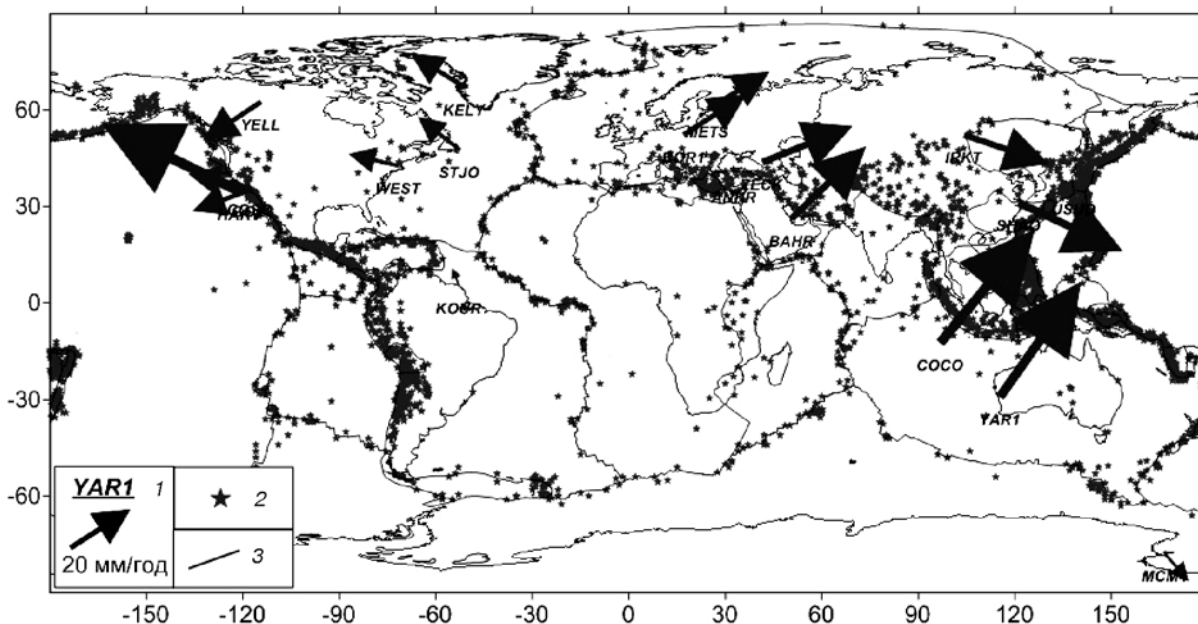 60
30
0
-30
-60
YELL
KELY
STJO
WEST
KOUR
METS
BAHR
IRKT
COCO
YAR1
MCM
YAR1 1
20 мм/год
2
3
-150 -120 -90 -60 -30 0 30 60 90 120 150